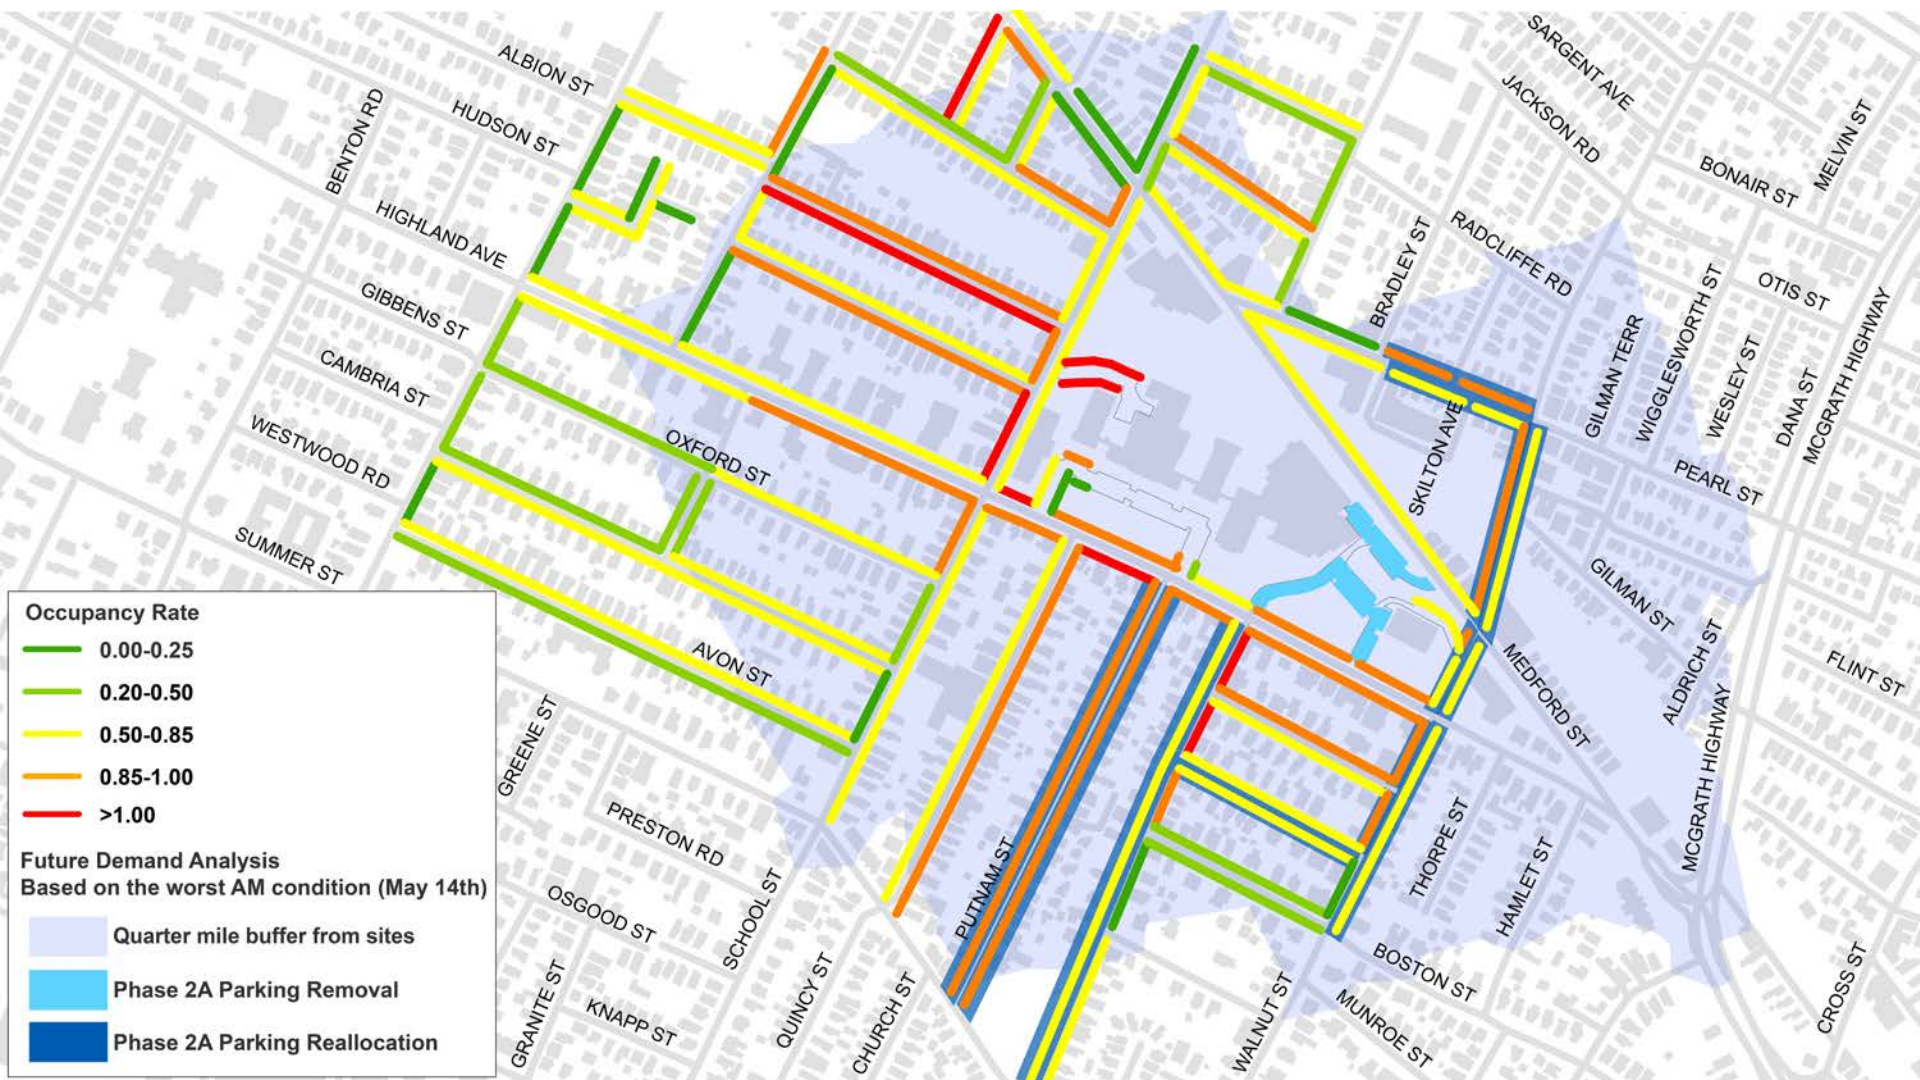 SARGENT AVE
ALBION ST
JACKSON RD
BENTON RD
HUDSON ST
MELVIN ST
BONAIR ST
HIGHLAND AVE
RADCLIFFE RD
BRADLEY ST
OTIS ST
GIBBENS ST
WIGGLESWORTH ST
GILMAN TERR
MCGRATH HIGHWAY
WESLEY ST
CAMBRIA ST
DANA ST
OXFORD ST
SKILTON AVE
WESTWOOD RD
PEARL ST
SUMMER ST
GILMAN ST
ALDRICH ST
FLINT ST
MEDFORD ST
AVON ST
GREENE ST
MCGRATH HIGHWAY
PRESTON RD
THORPE ST
HAMLET ST
PUTNAM ST
OSGOOD ST
SCHOOL ST
BOSTON ST
GRANITE ST
KNAPP ST
QUINCY ST
CHURCH ST
WALNUT ST
MUNROE ST
CROSS ST
Occupancy Rate
0.00-0.25
0.20-0.50
0.50-0.85
0.85-1.00
>1.00
Future Demand Analysis
Based on the worst AM condition (May 14th)
Quarter mile buffer from sites
Phase 2A Parking Removal
Phase 2A Parking Reallocation